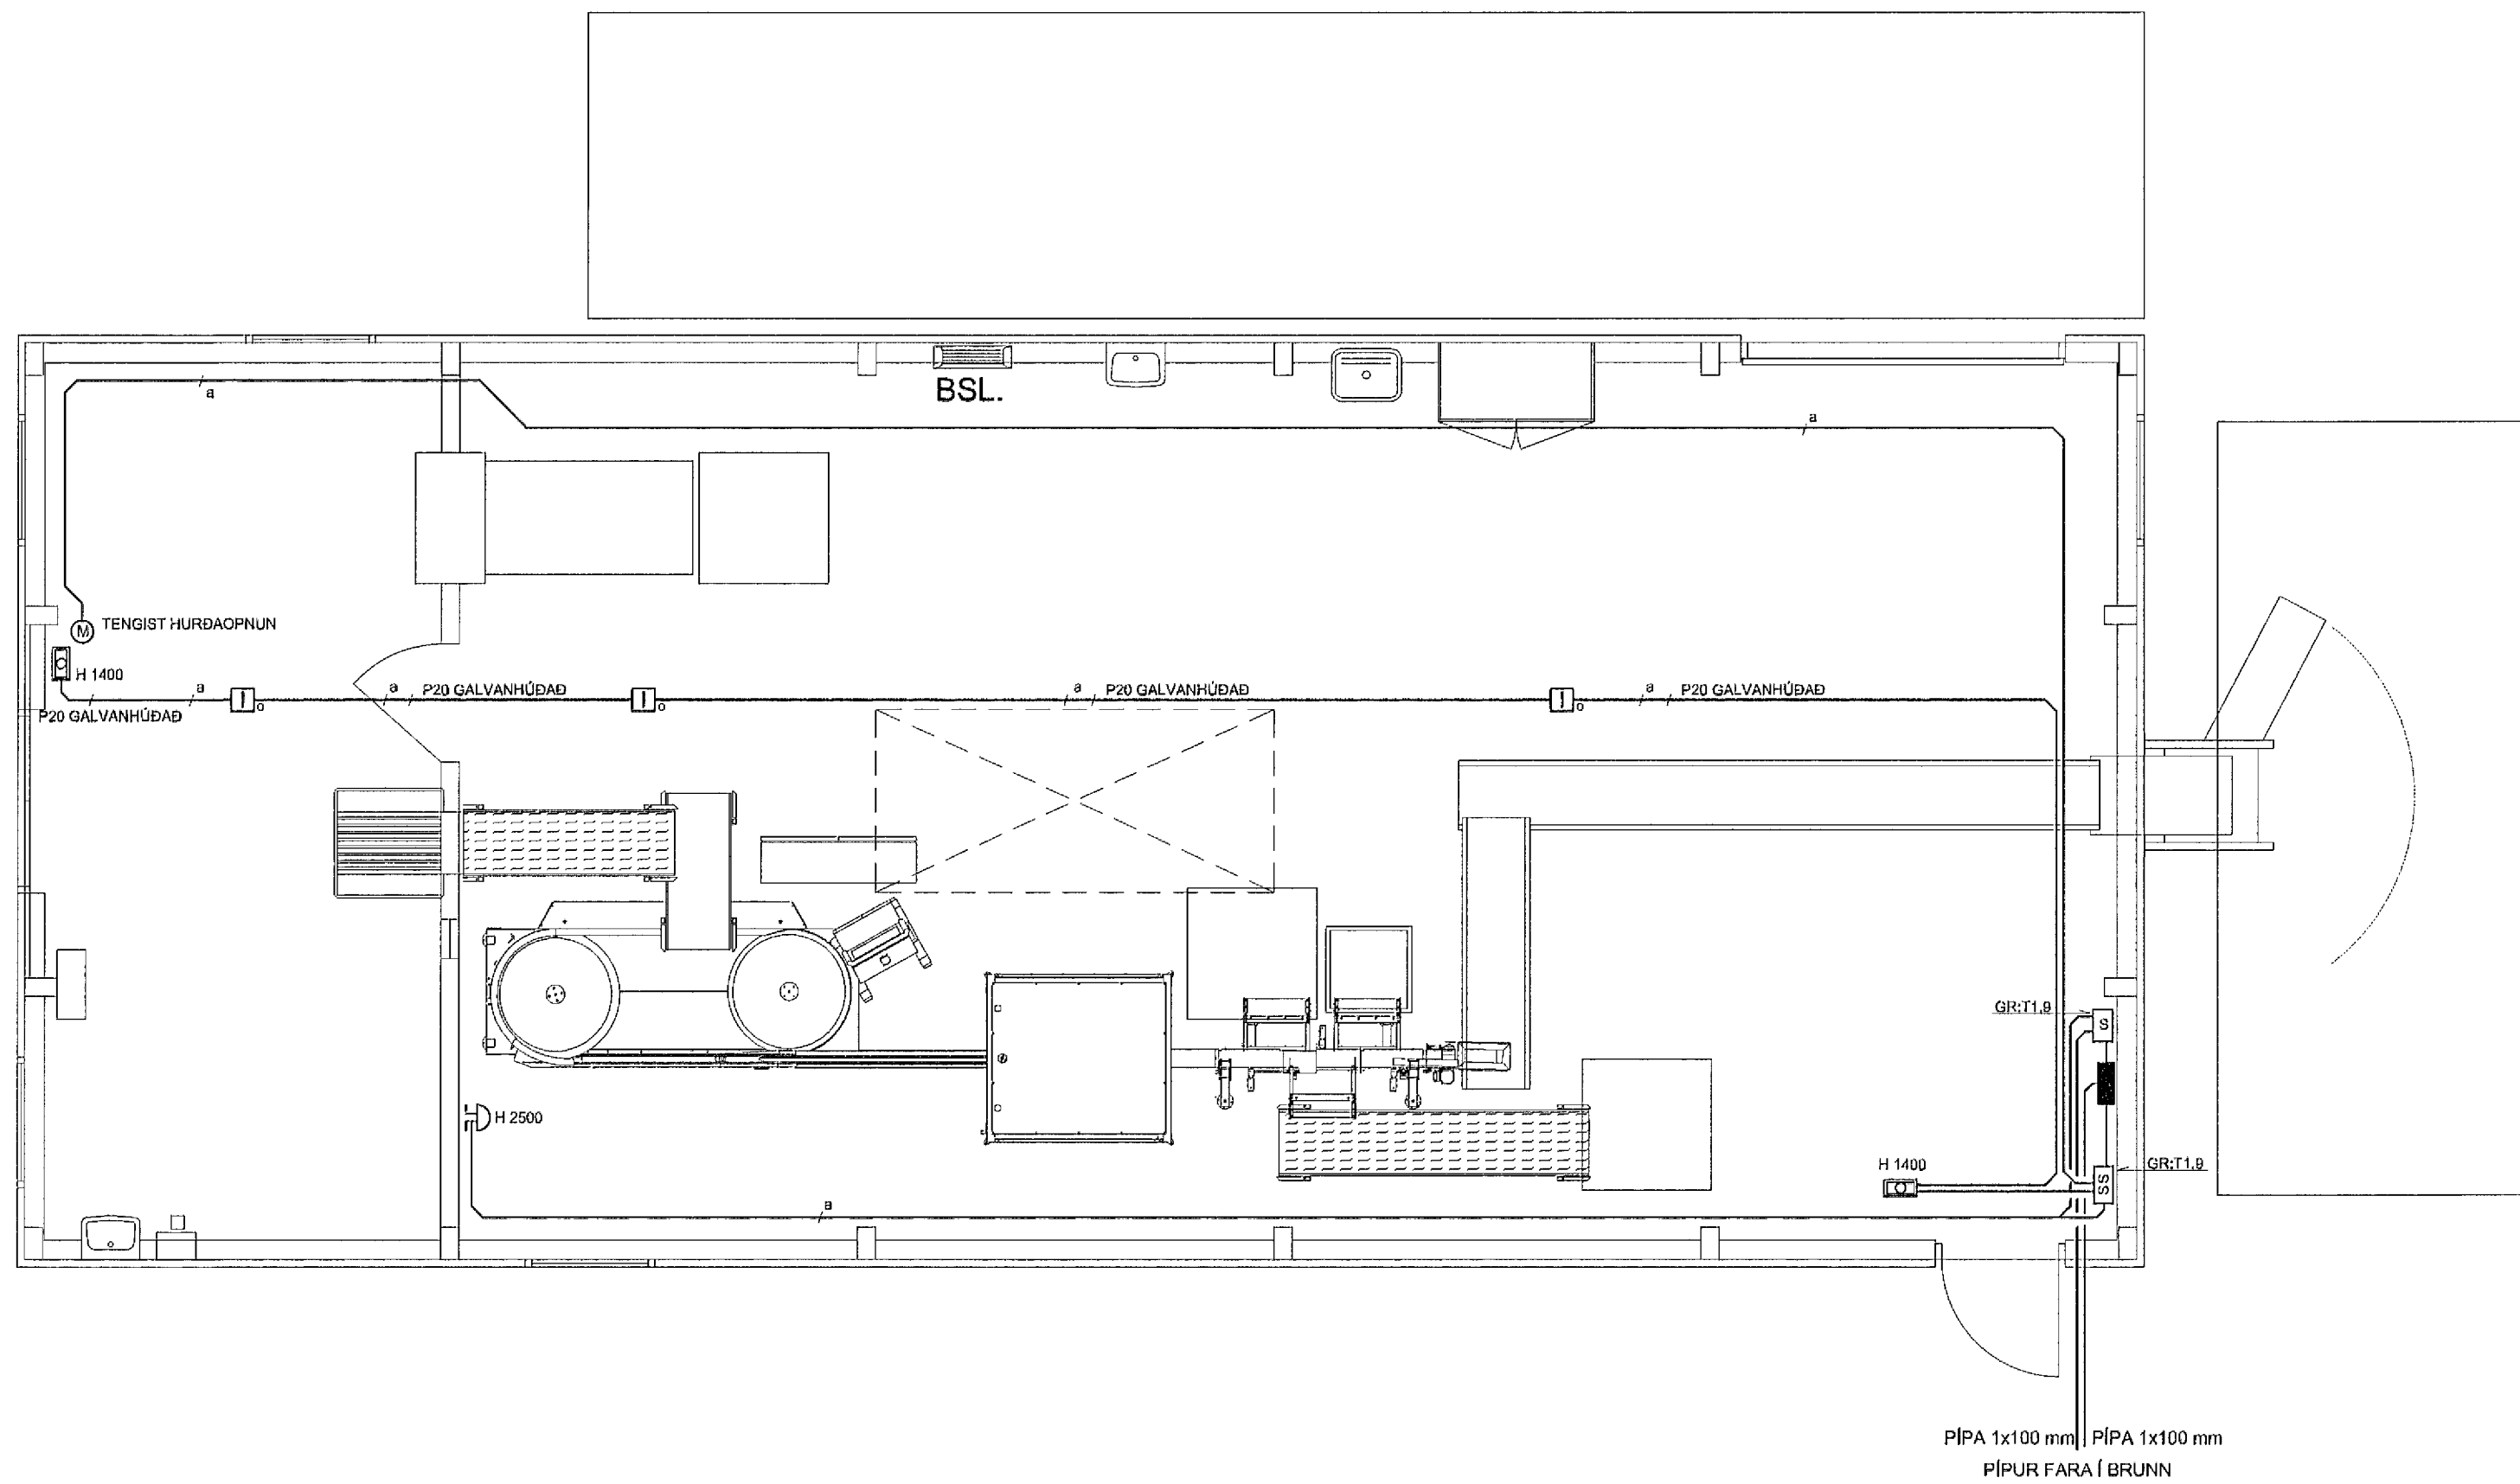 a
BSL.
a
M TENGIST HURÐAOPNUN
H 1400
a
P20 GALVANHÚÐAÐ
o
a P20 GALVANHÚÐAÐ
o
a P20 GALVANHÚÐAÐ
o
a P20 GALVANHÚÐAÐ
GR:T1,9
S
H 2500
H 1400
GR:T1,9
SS
a
PÍPA 1x100 mm PÍPA 1x100 mm
PÍPUR FARA Í BRUNN